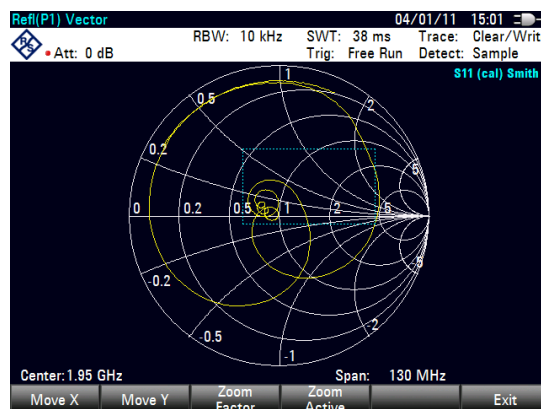 Refl(P1) Vector 04/01/11 15:01
RBW: 10 kHz SWT: 38 ms Trace: Clear/Writ
Att: 0 dB Trig: Free Run Detect: Sample
S11 (cal) Smith
1
0.5
2
0.2
5
0 0.2 0.5 1 2 5
-0.2
-5
-0.5
-2
-1
Center: 1.95 GHz Span: 130 MHz
Move X Move Y Zoom Factor Zoom Active Exit